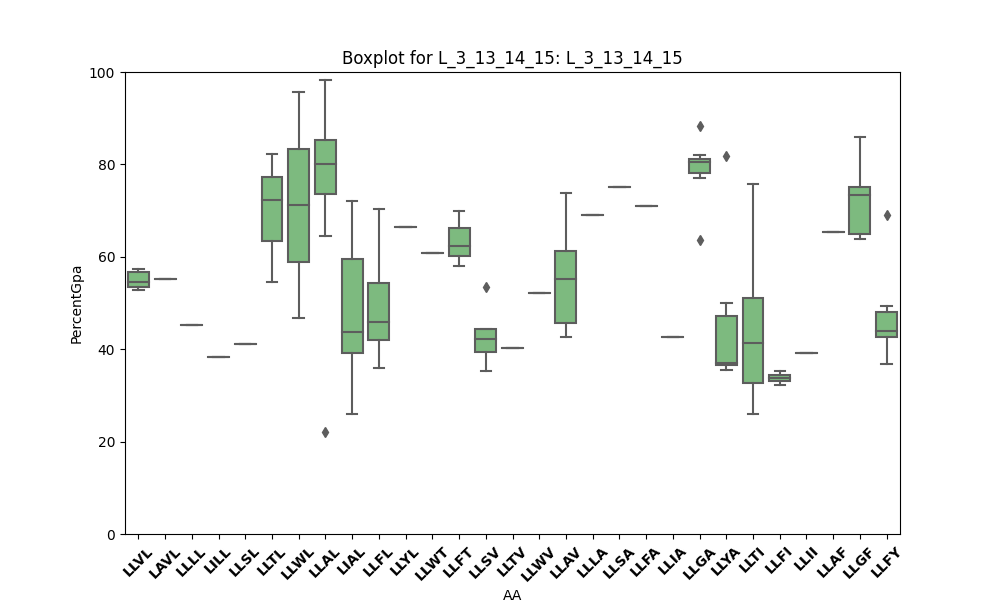 Boxplot for L_3_13_14_15: L_3_13_14_15
PercentGpa
100
80
60
40
20
0
LLVL LAVL LLLL LILL LLSL LLTL LLWL LLAL LIAL LLFL LLYL LLWT LLFT LLSV LLTV LLWV LLAV LLLA LLSA LLFA LLIA LLGA LLYA LLTI LLFI LLII LLAF LLGF LLFY
AA